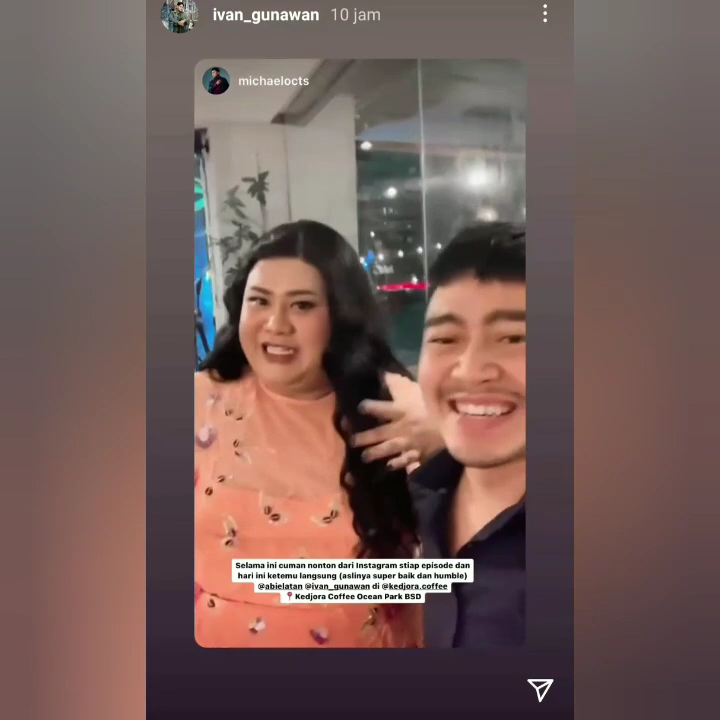 ivan_gunawan 10 jam
michaelocts
Selama ini cuman nonton dari Instagram stiap episode dan
hari ini ketemu langsung (aslinya super baik dan humble)
@abielatan @ivan_gunawan di @kedjora.coffee
📍Kedjora Coffee Ocean Park BSD